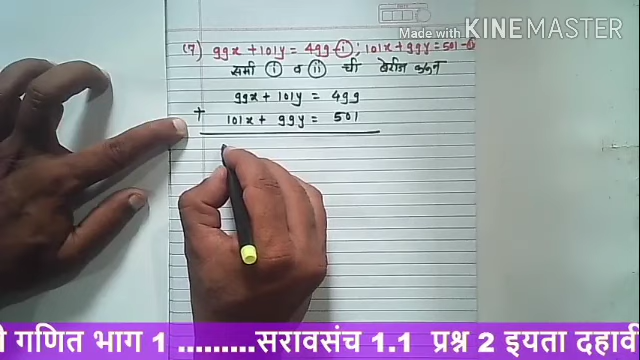 Made with KINEMASTER
(7) 99x + 101y = 499 -(i) ; 101x + 99y = 501 -(ii)
समी (i) व (ii) ची बेरीज करून
99x + 101y = 499
+ 101x + 99y = 501
गणित भाग 1 .........सरावसंच 1.1 प्रश्न 2 इयता दहावी